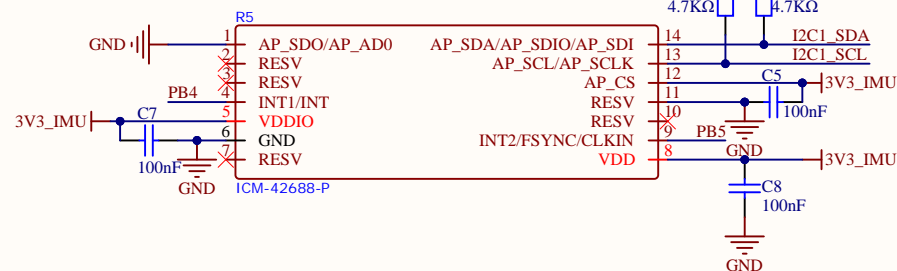 4.7KΩ
4.7KΩ
R5
GND
1
AP_SDO/AP_AD0
AP_SDA/AP_SDIO/AP_SDI
14
I2C1_SDA
2
RESV
AP_SCL/AP_SCLK
13
I2C1_SCL
3
RESV
AP_CS
12
C5
3V3_IMU
PB4
4
INT1/INT
RESV
11
100nF
3V3_IMU
C7
5
VDDIO
RESV
10
6
GND
INT2/FSYNC/CLKIN
9
PB5
GND
100nF
7
RESV
VDD
8
3V3_IMU
GND
ICM-42688-P
C8
100nF
GND